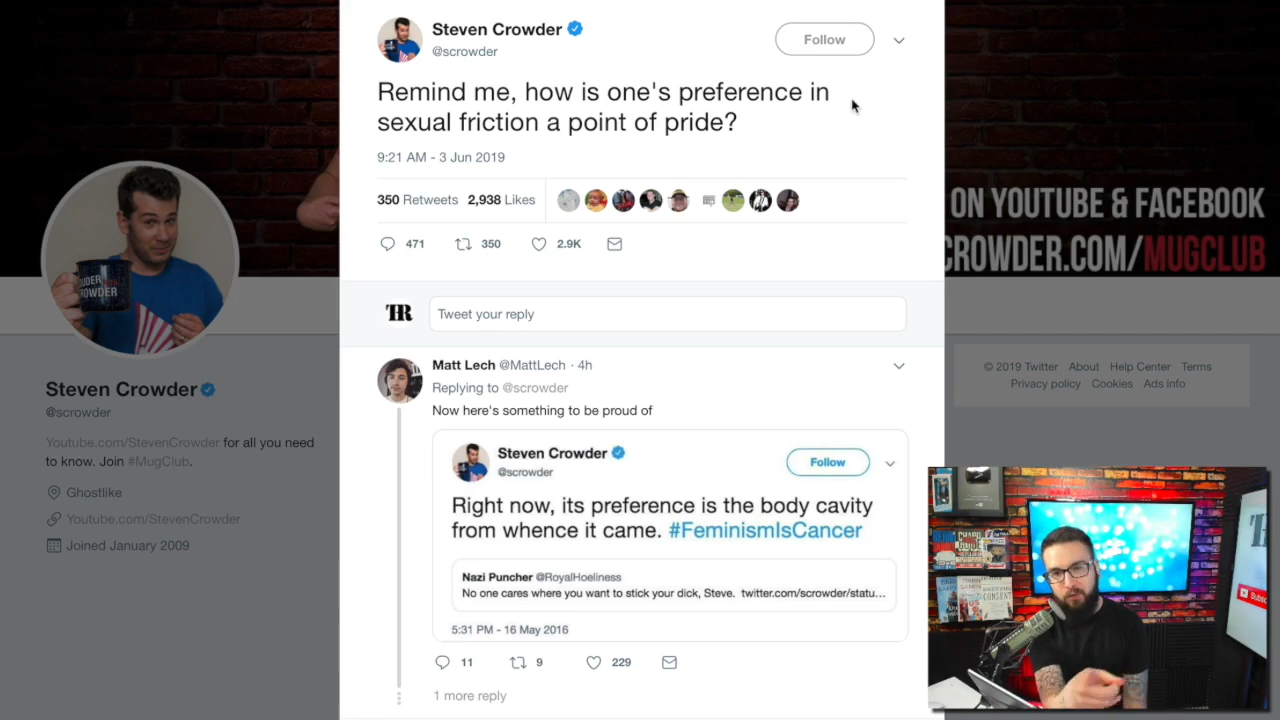 Steven Crowder
@scrowder
Follow
Remind me, how is one's preference in
sexual friction a point of pride?
9:21 AM - 3 Jun 2019
350 Retweets 2,938 Likes
471 350 2.9K
THR
Tweet your reply
Matt Lech @MattLech · 4h
Replying to @scrowder
Now here's something to be proud of
Steven Crowder
@scrowder
Follow
Right now, its preference is the body cavity
from whence it came. #FeminismIsCancer
Nazi Puncher @RoyalHoeliness
No one cares where you want to stick your dick, Steve. twitter.com/scrowder/statu...
5:31 PM - 16 May 2016
11 9 229
1 more reply
Steven Crowder
@scrowder
Youtube.com/StevenCrowder for all you need
to know. Join #MugClub.
Ghostlike
Youtube.com/StevenCrowder
Joined January 2009
ON YOUTUBE & FACEBOOK
CROWDER.COM/MUGCLUB
© 2019 Twitter About Help Center Terms
Privacy policy Cookies Ads info